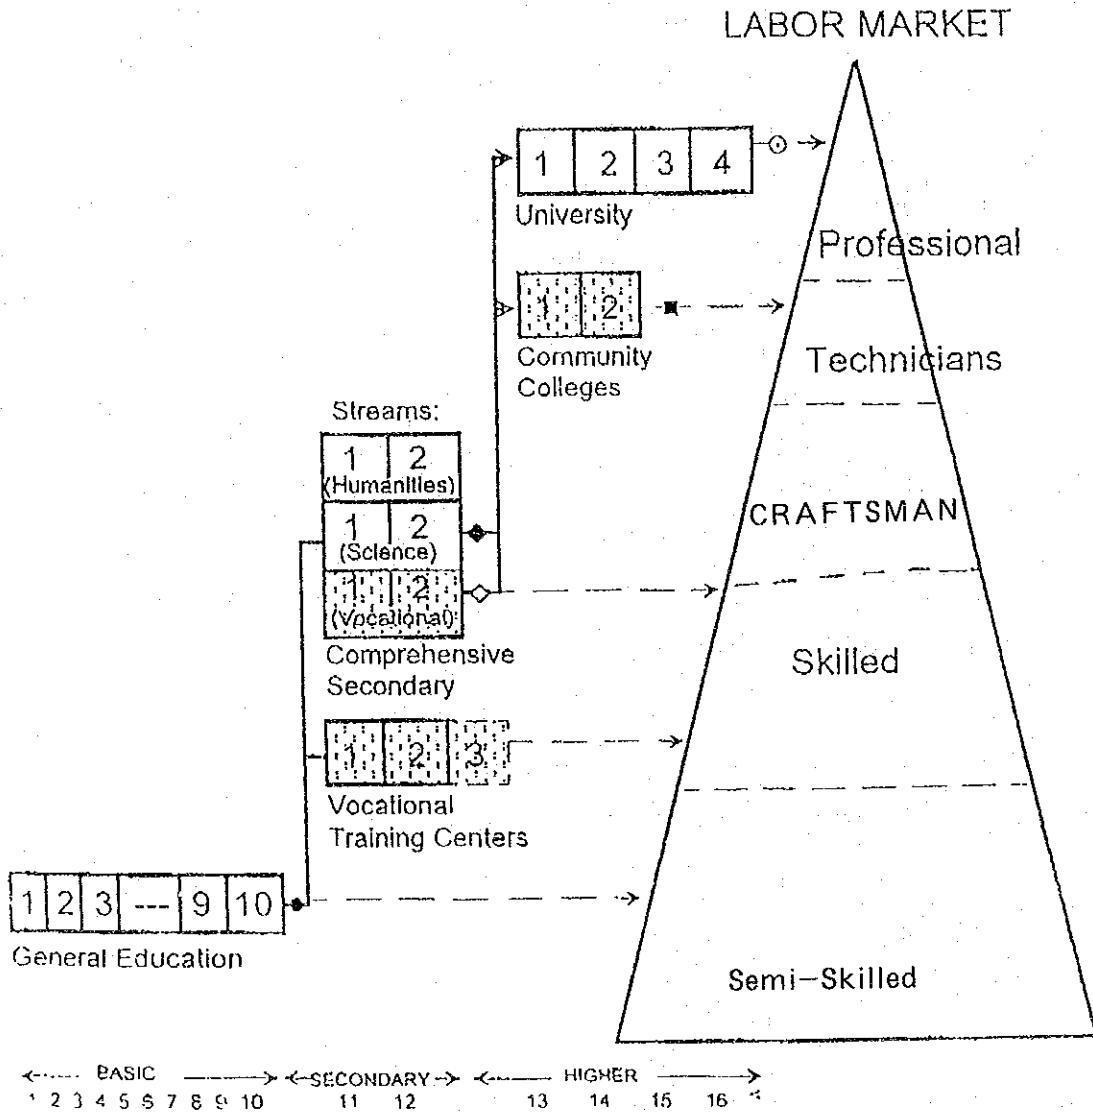 LABOR MARKET
1 2 3 4
University
Professional
1 2
Community
Colleges
Technicians
Streams:
1 2
(Humanities)
1 2
(Science)
1 2
(Vocational)
Comprehensive
Secondary
CRAFTSMAN
Skilled
1 2 3
Vocational
Training Centers
1 2 3 --- 9 10
General Education
Semi-Skilled
BASIC SECONDARY HIGHER
1 2 3 4 5 6 7 8 9 10 11 12 13 14 15 16